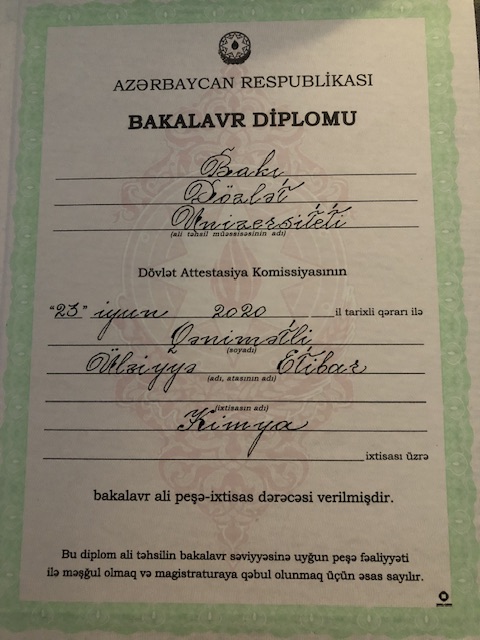 AZƏRBAYCAN RESPUBLİKASI
BAKALAVR DİPLOMU
Bakı
Dövlət
Universiteti
(ali təhsil müəssisəsinin adı)
Dövlət Attestasiya Komissiyasının
"23" iyun 2020 il tarixli qərarı ilə
Qənimətli
(soyadı)
Ülviyyə Etibar
(adı, atasının adı)
(ixtisasın adı)
Kimya
ixtisası üzrə
bakalavr ali peşə-ixtisas dərəcəsi verilmişdir.
Bu diplom ali təhsilin bakalavr səviyyəsinə uyğun peşə fəaliyyəti
ilə məşğul olmaq və magistraturaya qəbul olunmaq üçün əsas sayılır.